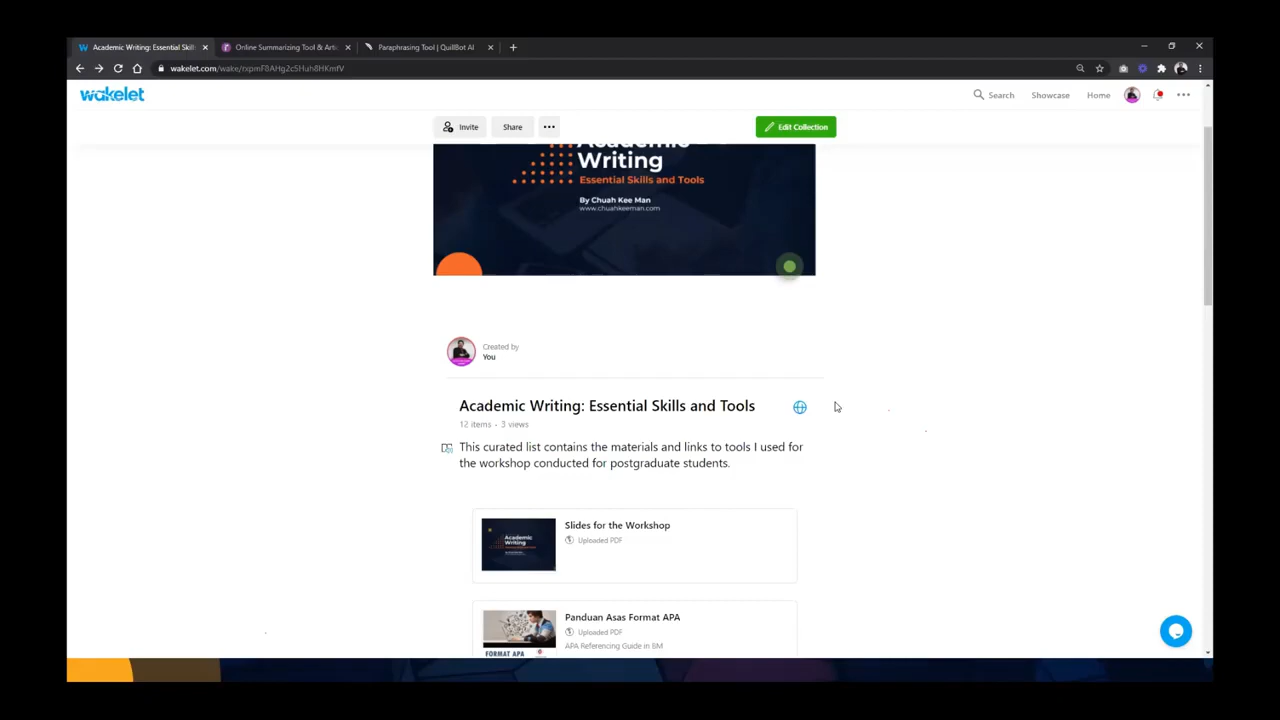 Academic Writing: Essential Skill
Online Summarizing Tool & Artic
Paraphrasing Tool | QuillBot AI
wakelet.com/wake/rxpmF8AHg2c5Huh8HKmfV
wakelet
Search
Showcase
Home
Invite
Share
Edit Collection
Academic
Writing
Essential Skills and Tools
By Chuah Kee Man
www.chuahkeeman.com
Created by
You
Academic Writing: Essential Skills and Tools
12 items • 3 views
This curated list contains the materials and links to tools I used for
the workshop conducted for postgraduate students.
Academic
Writing
Slides for the Workshop
Uploaded PDF
FORMAT APA
Panduan Asas Format APA
Uploaded PDF
APA Referencing Guide in BM